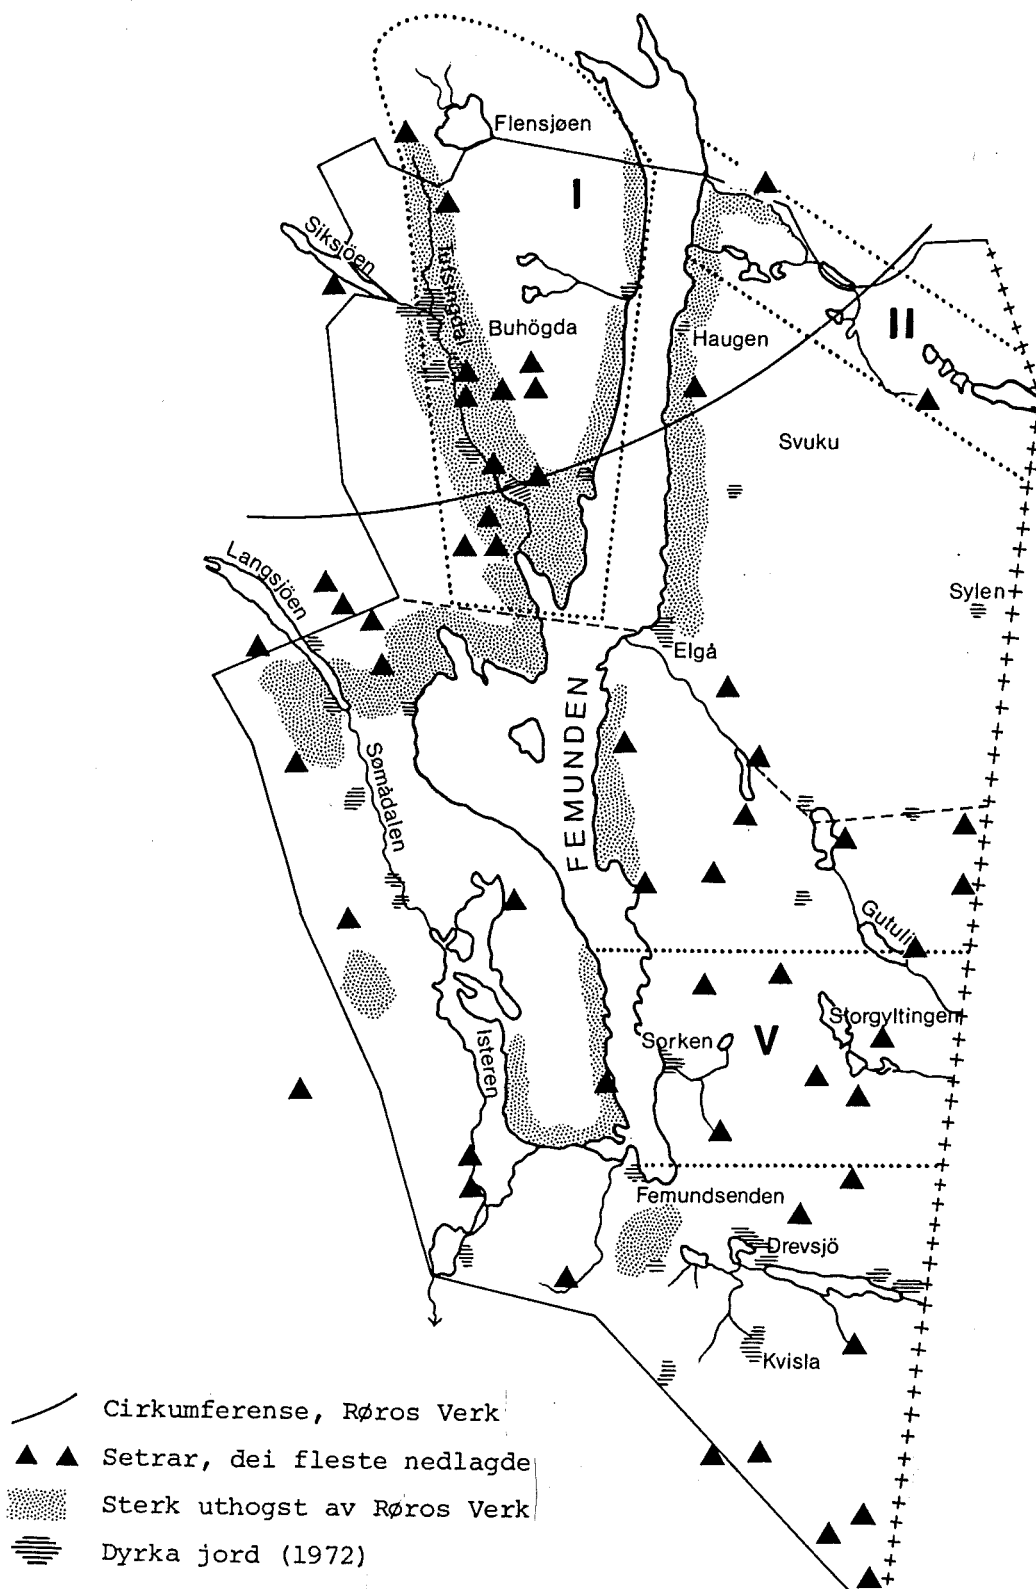 Flensjøen
I
Siksjöen
Tufsingdal
Buhögda
Haugen
II
Svuku
Langsjöen
Sylen
Elgå
FEMUNDEN
Sømådalen
Gutuli
Storgyltingen
Isteren
Sorken
V
Femundsenden
Drevsjö
Kvisla
Cirkumferense, Røros Verk
Setrar, dei fleste nedlagde
Sterk uthogst av Røros Verk
Dyrka jord (1972)